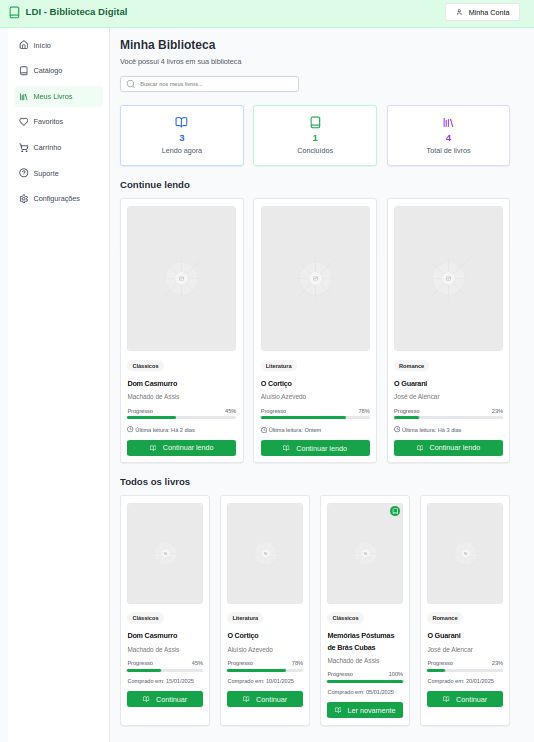 LDI - Biblioteca Digital
Minha Conta
Início
Catálogo
Meus Livros
Favoritos
Carrinho
Suporte
Configurações
Minha Biblioteca
Você possui 4 livros em sua biblioteca
Buscar nos meus livros...
3
Lendo agora
1
Concluídos
4
Total de livros
Continue lendo
Clássicos
Dom Casmurro
Machado de Assis
Progresso 45%
Última leitura: Há 2 dias
Continuar lendo
Literatura
O Cortiço
Aluísio Azevedo
Progresso 78%
Última leitura: Ontem
Continuar lendo
Romance
O Guarani
José de Alencar
Progresso 23%
Última leitura: Há 3 dias
Continuar lendo
Todos os livros
Clássicos
Dom Casmurro
Machado de Assis
Progresso 45%
Comprado em: 15/01/2025
Continuar
Literatura
O Cortiço
Aluísio Azevedo
Progresso 78%
Comprado em: 10/01/2025
Continuar
Clássicos
Memórias Póstumas
de Brás Cubas
Machado de Assis
Progresso 100%
Comprado em: 05/01/2025
Ler novamente
Romance
O Guarani
José de Alencar
Progresso 23%
Comprado em: 20/01/2025
Continuar